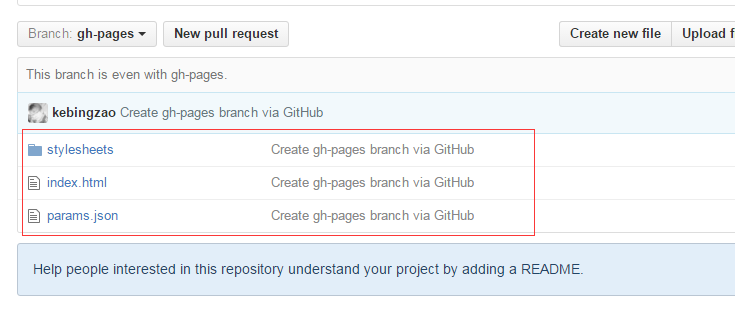 Branch: gh-pages New pull request Create new file Upload f
This branch is even with gh-pages.
kebingzao Create gh-pages branch via GitHub
stylesheets Create gh-pages branch via GitHub
index.html Create gh-pages branch via GitHub
params.json Create gh-pages branch via GitHub
Help people interested in this repository understand your project by adding a README.